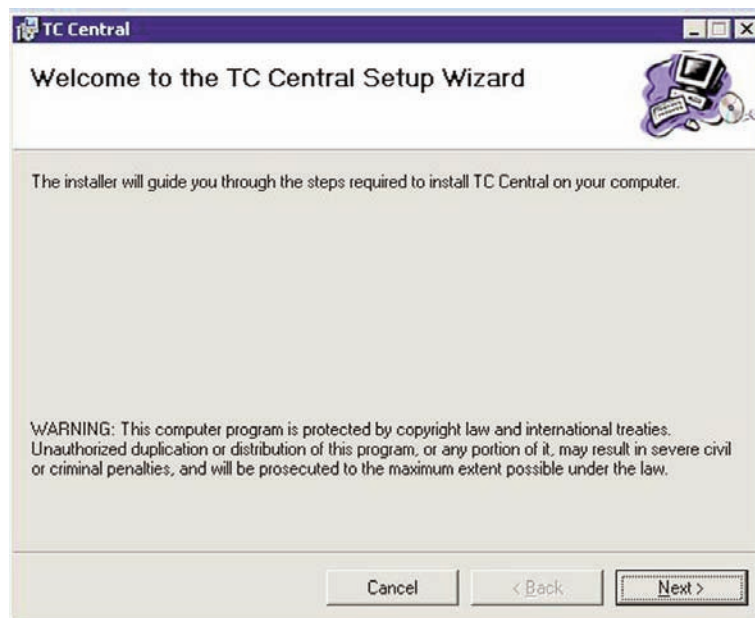 TC Central
Welcome to the TC Central Setup Wizard
The installer will guide you through the steps required to install TC Central on your computer.
WARNING: This computer program is protected by copyright law and international treaties.
Unauthorized duplication or distribution of this program, or any portion of it, may result in severe civil
or criminal penalties, and will be prosecuted to the maximum extent possible under the law.
Cancel < Back Next >